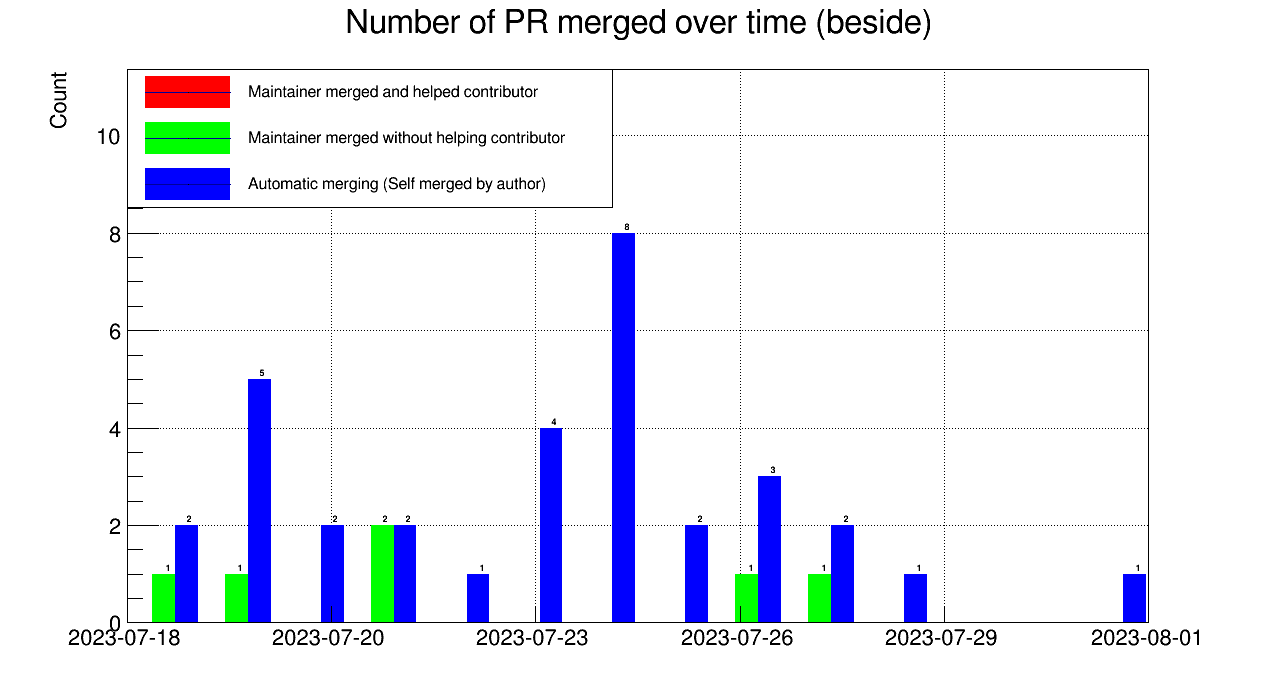 Number of PR merged over time (beside)
Count
Maintainer merged and helped contributor
Maintainer merged without helping contributor
Automatic merging (Self merged by author)
10
8
6
4
2
0
8
5
4
3
2 2 2 2 2 2
1 1 1 1 1 1 1
2023-07-18 2023-07-20 2023-07-23 2023-07-26 2023-07-29 2023-08-01